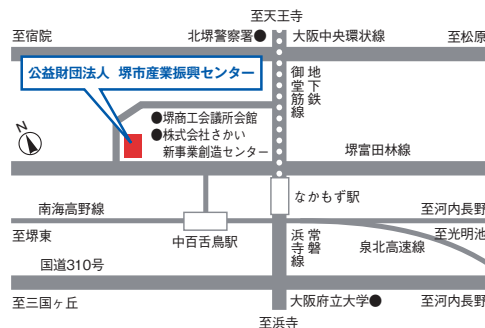 至天王寺
至宿院
北堺警察署●
大阪中央環状線
至松原
公益財団法人 堺市産業振興センター
地下鉄
御堂筋線
●堺商工会議所会館
●株式会社さかい
新事業創造センター
N
堺富田林線
なかもず駅
南海高野線
至河内長野
至堺東
中百舌鳥駅
常磐
浜寺線
泉北高速線
至光明池
国道310号
至三国ヶ丘
大阪府立大学●
至河内長野
至浜寺